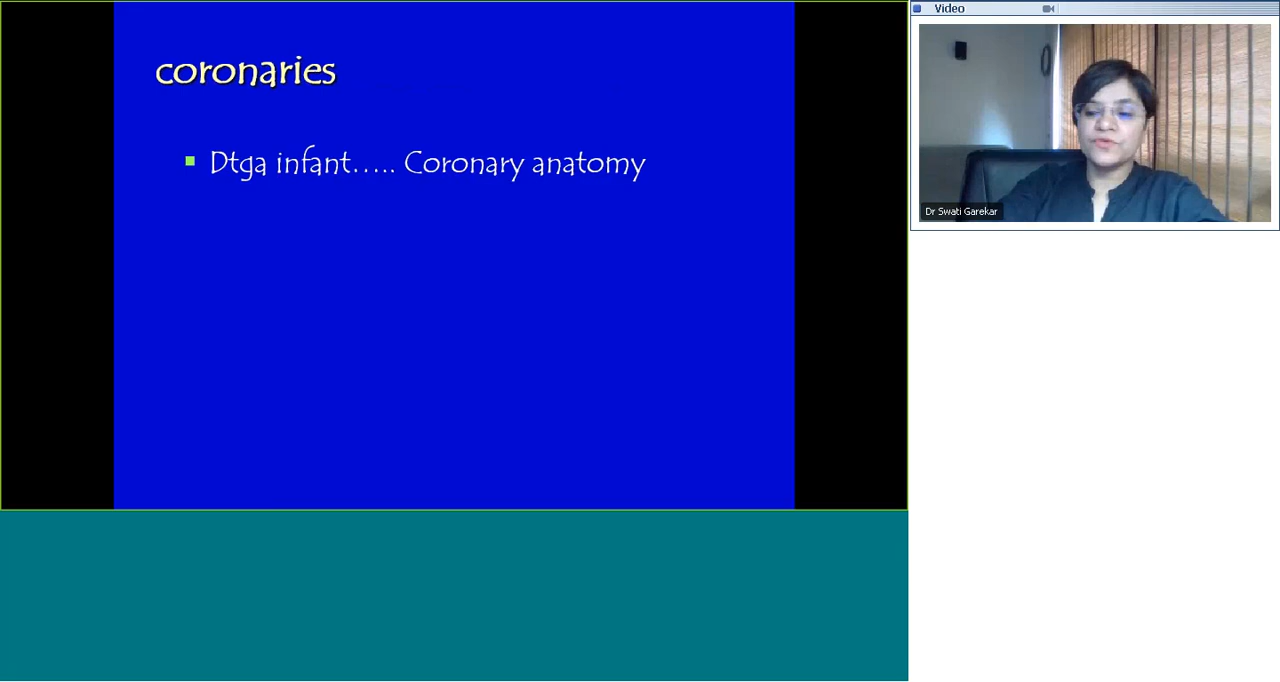 coronaries
Dtga infant..... Coronary anatomy
Video
Dr Swati Garekar